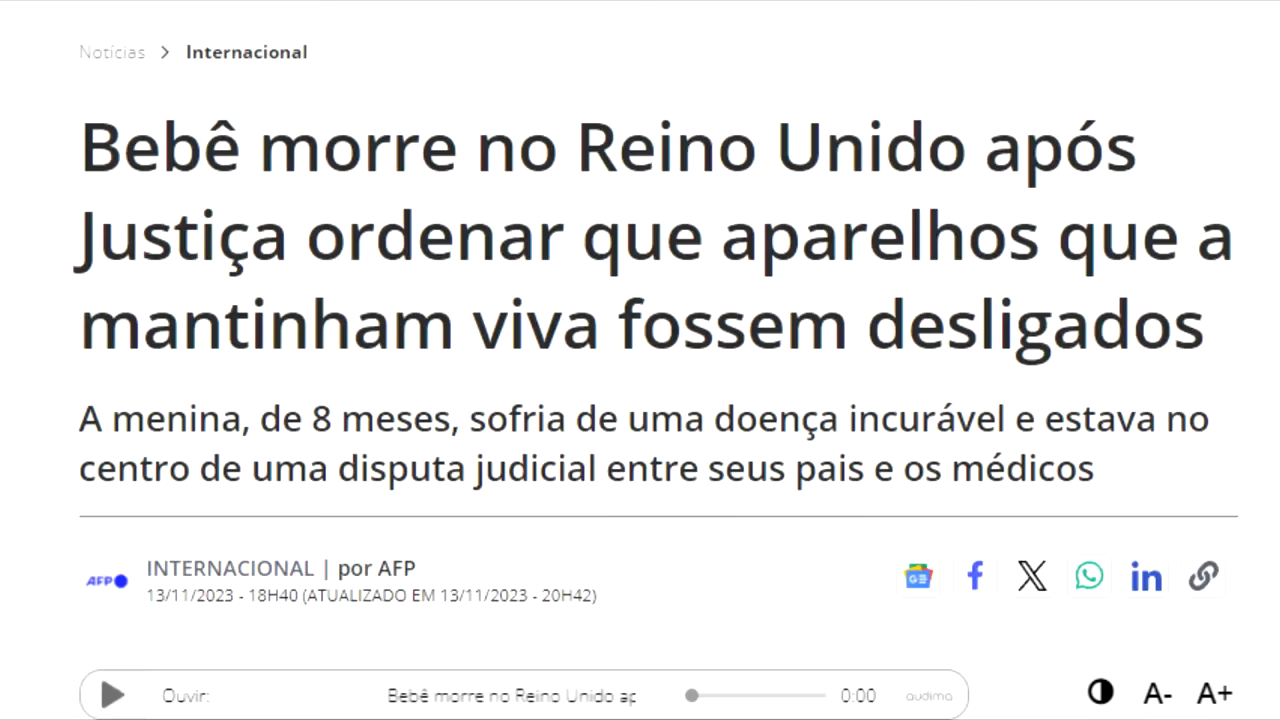 Notícias > Internacional
Bebê morre no Reino Unido após
Justiça ordenar que aparelhos que a
mantinham viva fossem desligados
A menina, de 8 meses, sofria de uma doença incurável e estava no
centro de uma disputa judicial entre seus pais e os médicos
AFP
INTERNACIONAL | por AFP
13/11/2023 - 18H40 (ATUALIZADO EM 13/11/2023 - 20H42)
Ouvir: Bebê morre no Reino Unido ap 0:00 audima A- A+